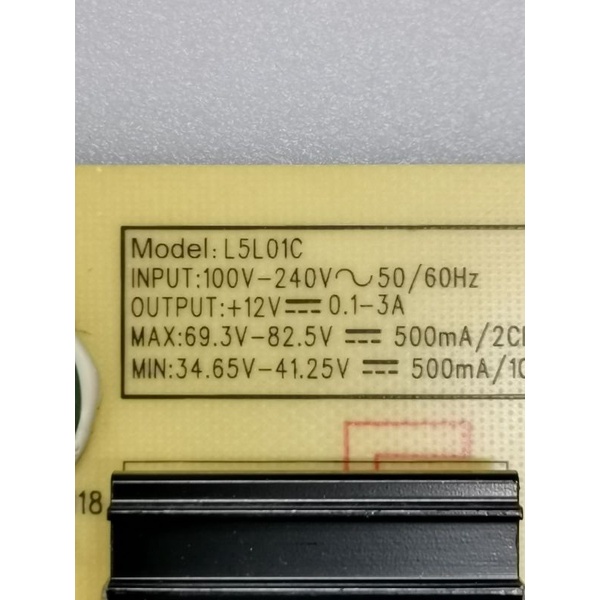 Model: L5L01C
INPUT:100V-240V～50/60Hz
OUTPUT:+12V⎓0.1-3A
MAX:69.3V-82.5V ⎓ 500mA/2C
MIN:34.65V-41.25V ⎓ 500mA/1
18